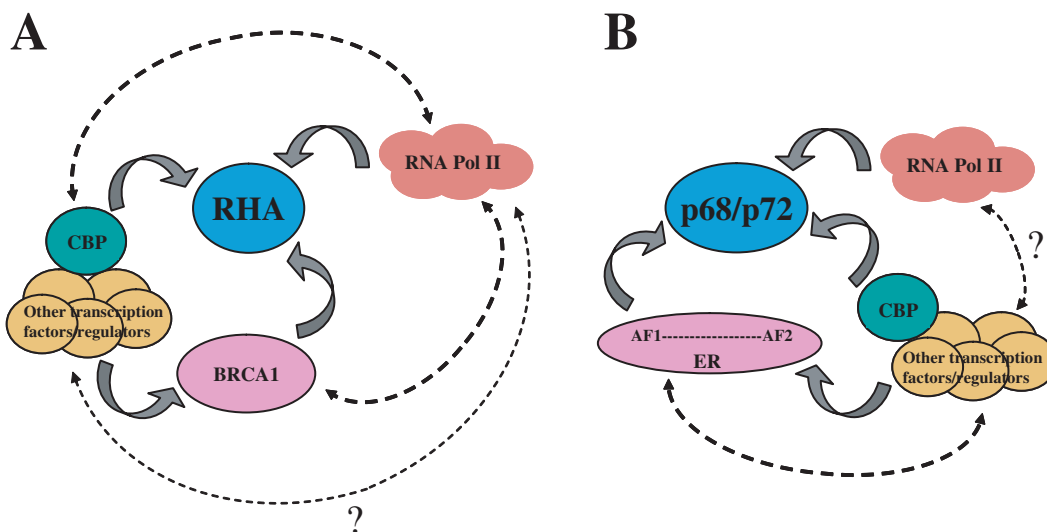 A
RNA Pol II
RHA
CBP
Other transcription
factors/regulators
BRCA1
?
B
RNA Pol II
p68/p72
?
CBP
AF1-------------------AF2
ER
Other transcription
factors/regulators